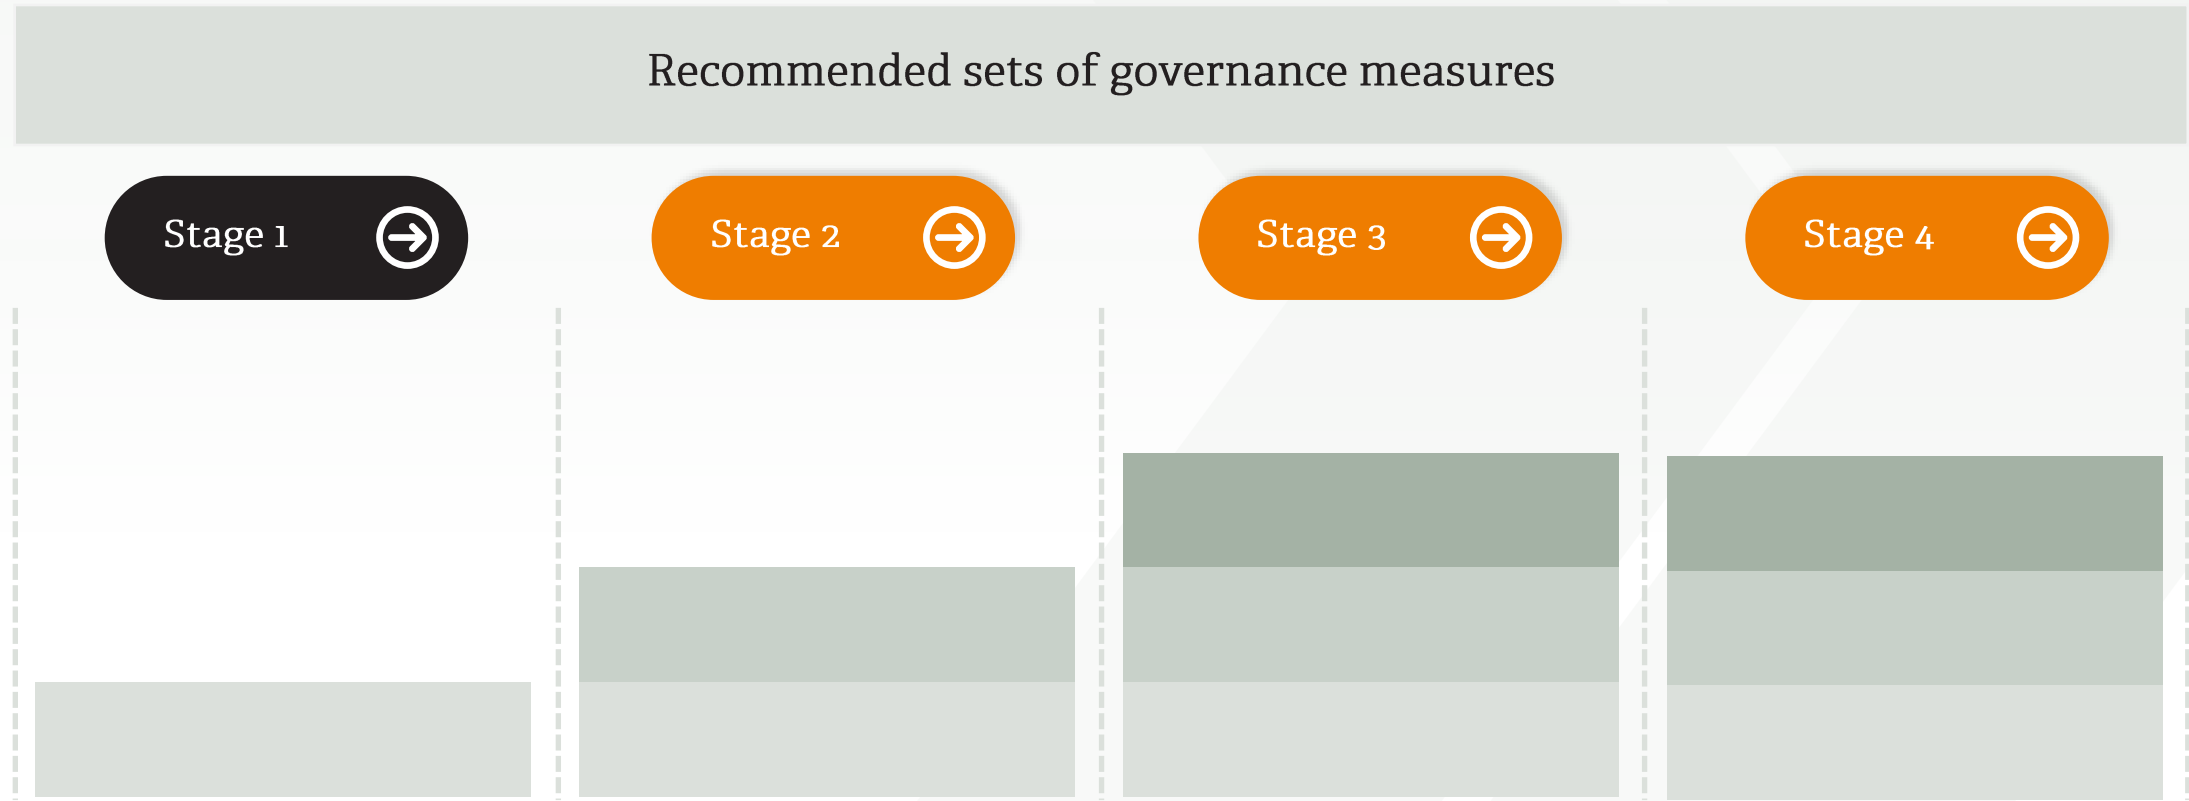 Recommended sets of governance measures
Stage 1
Stage 2
Stage 3
Stage 4